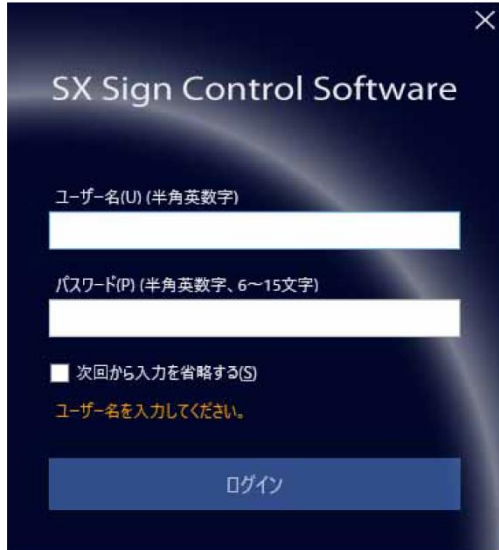 SX Sign Control Software
ユーザー名(U) (半角英数字)
パスワード(P) (半角英数字、6～15文字)
次回から入力を省略する(S)
ユーザー名を入力してください。
ログイン